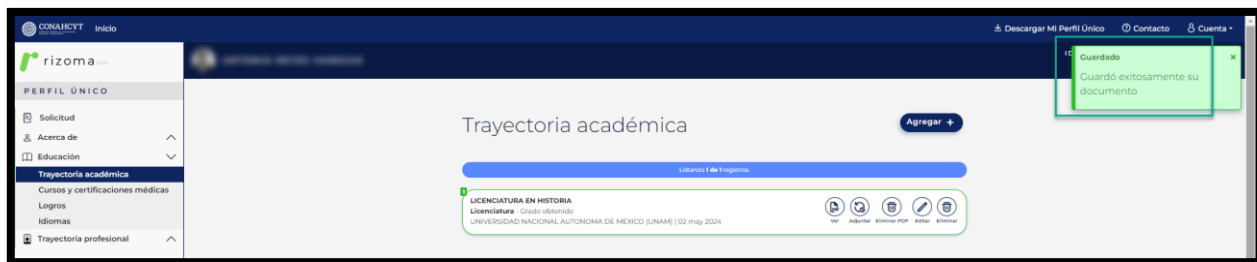 CONAHCYT Inicio Descargar Mi Perfil Único Contacto Cuenta
rizoma
PERFIL ÚNICO
Guardado ×
Guardó exitosamente su
documento
Solicitud
Acerca de
Educación
Trayectoria académica
Cursos y certificaciones médicas
Logros
Idiomas
Trayectoria profesional
Trayectoria académica Agregar +
Listando 1 de 1 registros.
1
LICENCIATURA EN HISTORIA
Licenciatura - Grado obtenido
UNIVERSIDAD NACIONAL AUTONOMA DE MEXICO (UNAM) | 02 may 2024
Ver Adjuntar Eliminar PDF Editar Eliminar